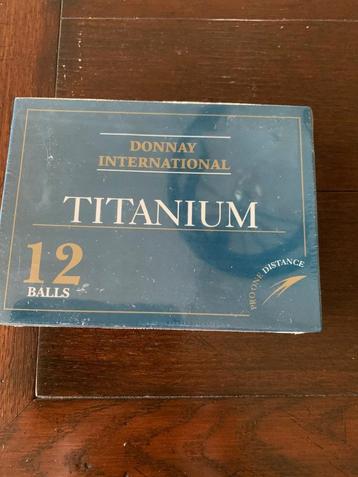 DONNAY
INTERNATIONAL
TITANIUM
12
BALLS
PRO ONE DISTANCE